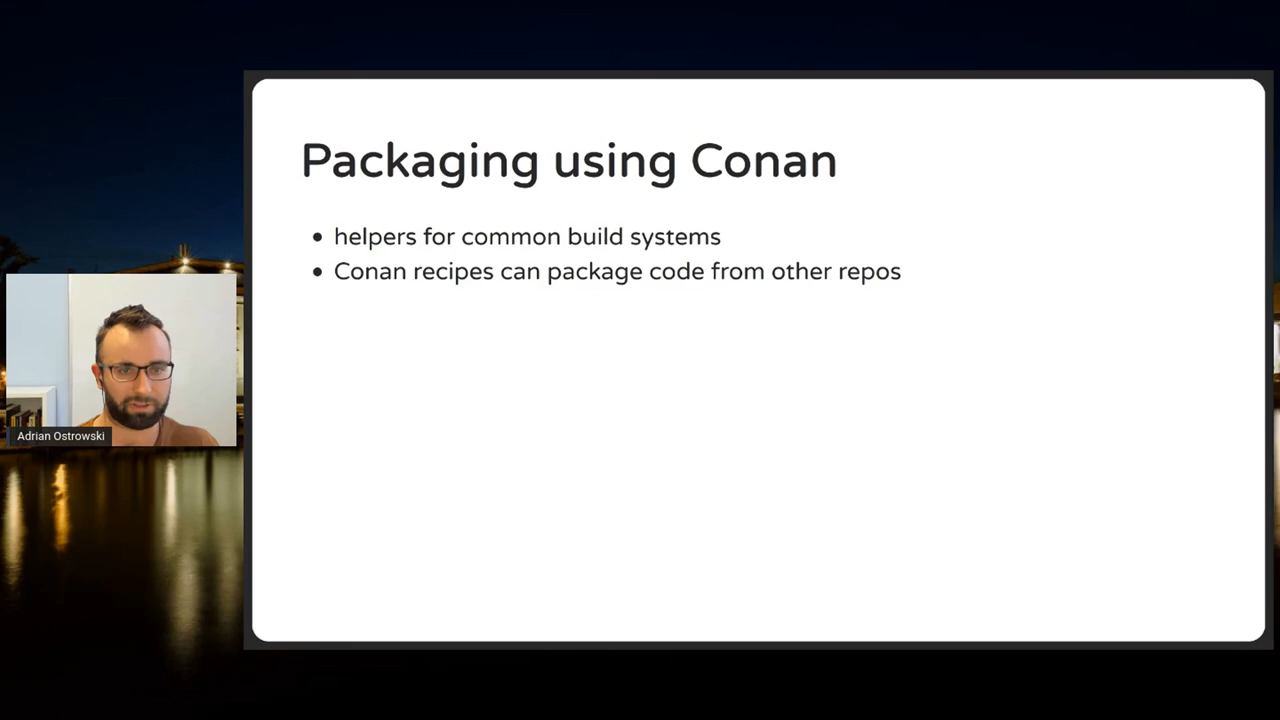 Packaging using Conan
helpers for common build systems
Conan recipes can package code from other repos
Adrian Ostrowski